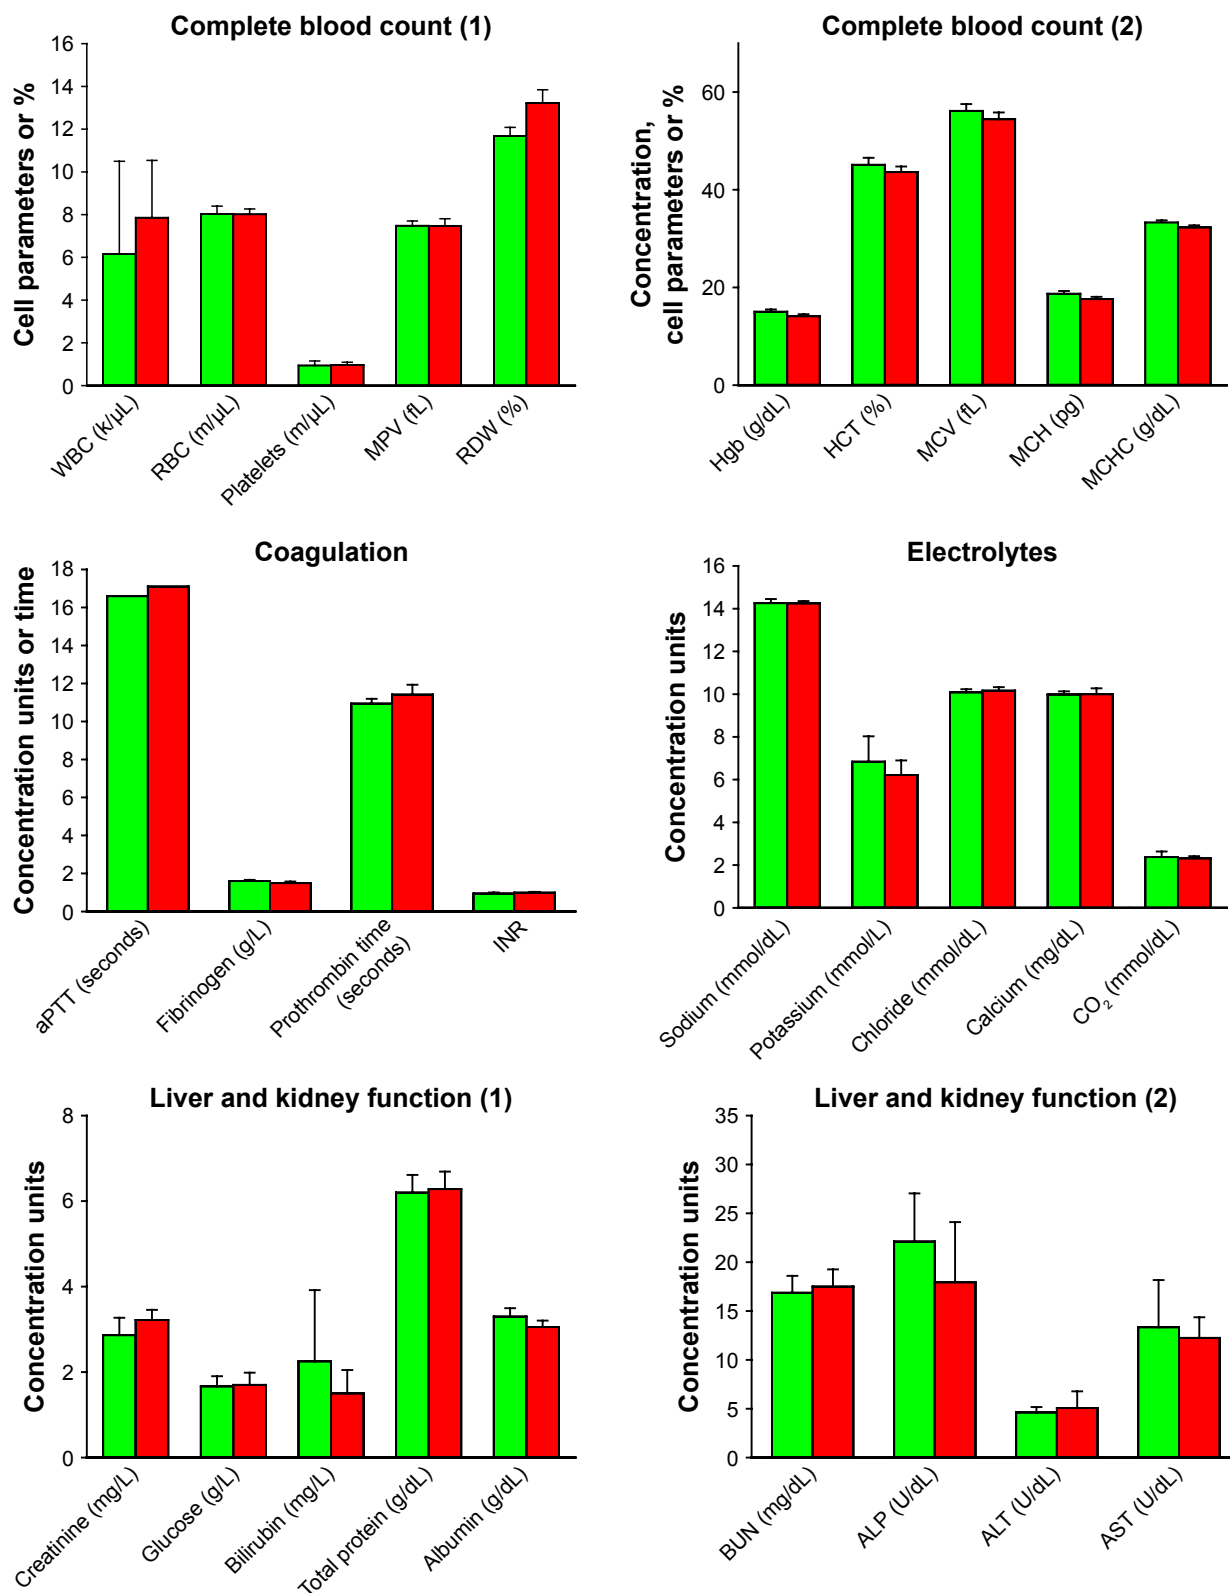 Complete blood count (1)
Cell parameters or %
16
14
12
10
8
6
4
2
0
WBC (k/µL)
RBC (m/µL)
Platelets (m/µL)
MPV (fL)
RDW (%)
Complete blood count (2)
Concentration,
cell parameters or %
60
40
20
0
Hgb (g/dL)
HCT (%)
MCV (fL)
MCH (pg)
MCHC (g/dL)
Coagulation
Concentration units or time
18
16
14
12
10
8
6
4
2
0
aPTT (seconds)
Fibrinogen (g/L)
Prothrombin time
(seconds)
INR
Electrolytes
Concentration units
16
14
12
10
8
6
4
2
0
Sodium (mmol/dL)
Potassium (mmol/L)
Chloride (mmol/dL)
Calcium (mg/dL)
CO₂ (mmol/dL)
Liver and kidney function (1)
Concentration units
8
6
4
2
0
Creatinine (mg/L)
Glucose (g/L)
Bilirubin (mg/L)
Total protein (g/dL)
Albumin (g/dL)
Liver and kidney function (2)
Concentration units
35
30
25
20
15
10
5
0
BUN (mg/dL)
ALP (U/dL)
ALT (U/dL)
AST (U/dL)